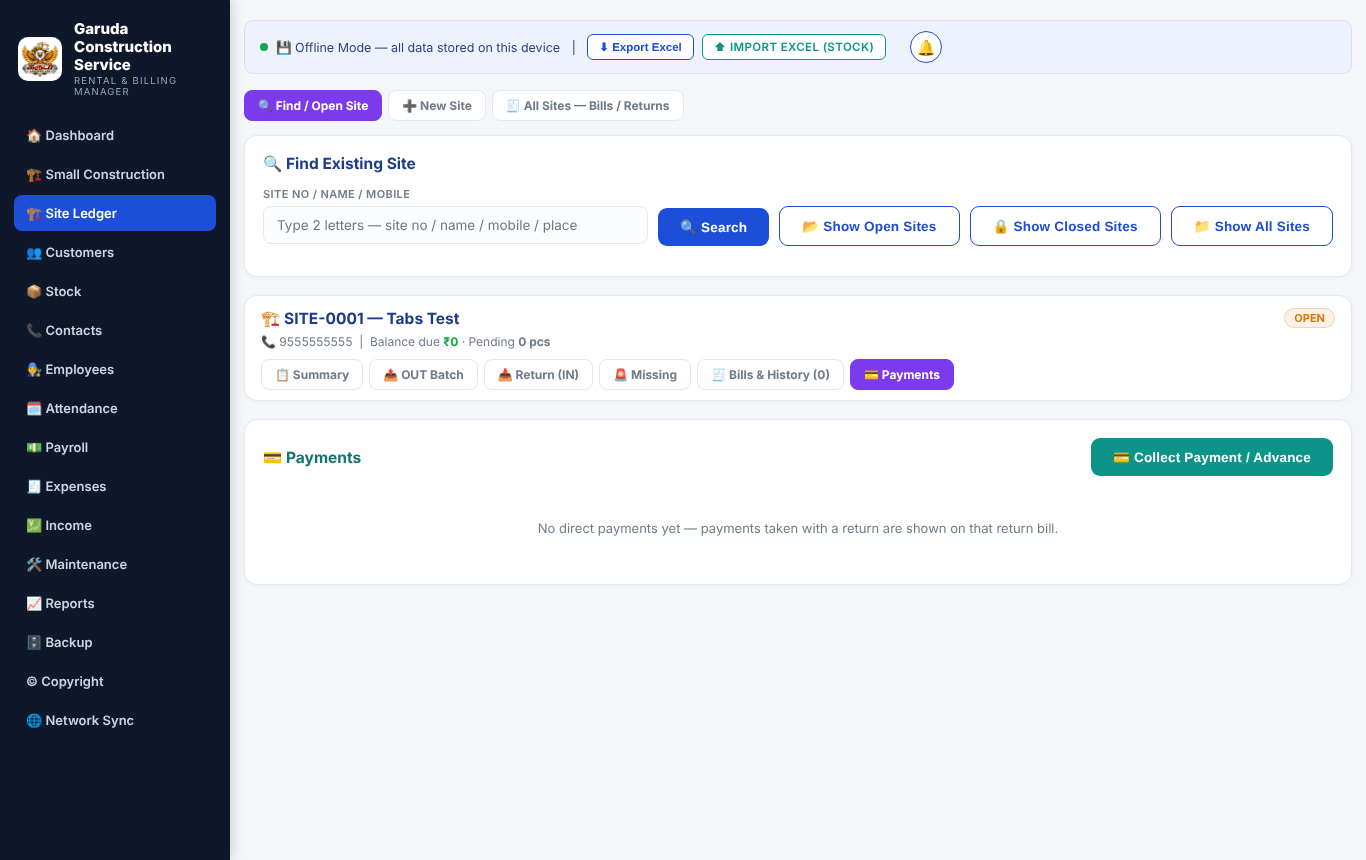 Garuda
Construction
Service
RENTAL & BILLING
MANAGER
🏠 Dashboard
🏗️ Small Construction
🏗️ Site Ledger
👥 Customers
📦 Stock
📞 Contacts
👷 Employees
🗓️ Attendance
💵 Payroll
🧾 Expenses
💹 Income
🛠️ Maintenance
📈 Reports
🗄️ Backup
© Copyright
🌐 Network Sync
💾 Offline Mode — all data stored on this device | ⬇ Export Excel ⬆ IMPORT EXCEL (STOCK) 🔔
🔍 Find / Open Site ➕ New Site 🧾 All Sites — Bills / Returns
🔍 Find Existing Site
SITE NO / NAME / MOBILE
Type 2 letters — site no / name / mobile / place 🔍 Search 📂 Show Open Sites 🔒 Show Closed Sites 📁 Show All Sites
🏗️ SITE-0001 — Tabs Test OPEN
📞 9555555555 | Balance due ₹0 · Pending 0 pcs
📋 Summary 📤 OUT Batch 📥 Return (IN) 🚨 Missing 🧾 Bills & History (0) 💳 Payments
💳 Payments 💳 Collect Payment / Advance
No direct payments yet — payments taken with a return are shown on that return bill.